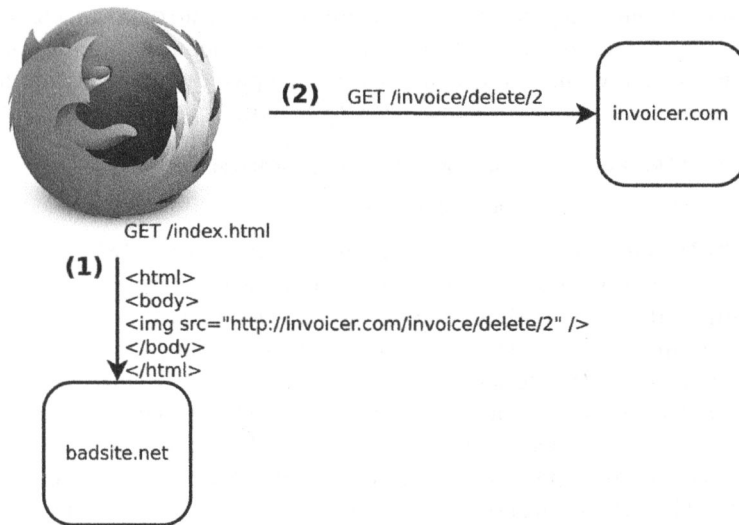 (2) GET /invoice/delete/2
invoicer.com
GET /index.html
(1)
<html>
<body>
<img src="http://invoicer.com/invoice/delete/2" />
</body>
</html>
badsite.net